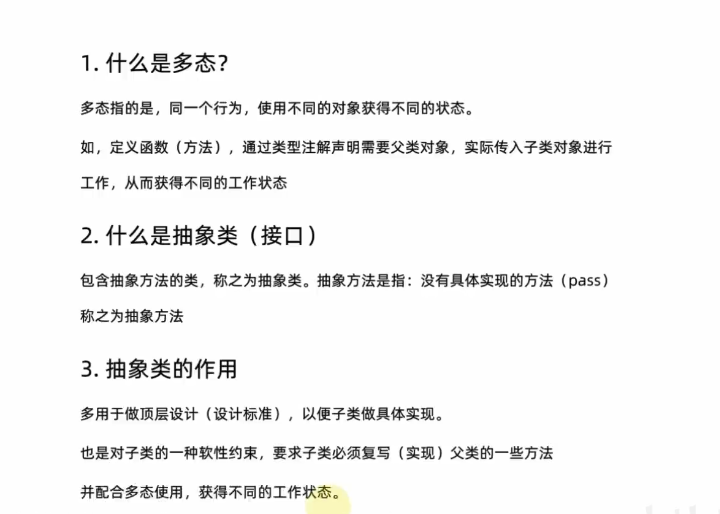 1. 什么是多态？
多态指的是，同一个行为，使用不同的对象获得不同的状态。
如，定义函数（方法），通过类型注解声明需要父类对象，实际传入子类对象进行
工作，从而获得不同的工作状态
2. 什么是抽象类（接口）
包含抽象方法的类，称之为抽象类。抽象方法是指：没有具体实现的方法（pass）
称之为抽象方法
3. 抽象类的作用
多用于做顶层设计（设计标准），以便子类做具体实现。
也是对子类的一种软性约束，要求子类必须复写（实现）父类的一些方法
并配合多态使用，获得不同的工作状态。